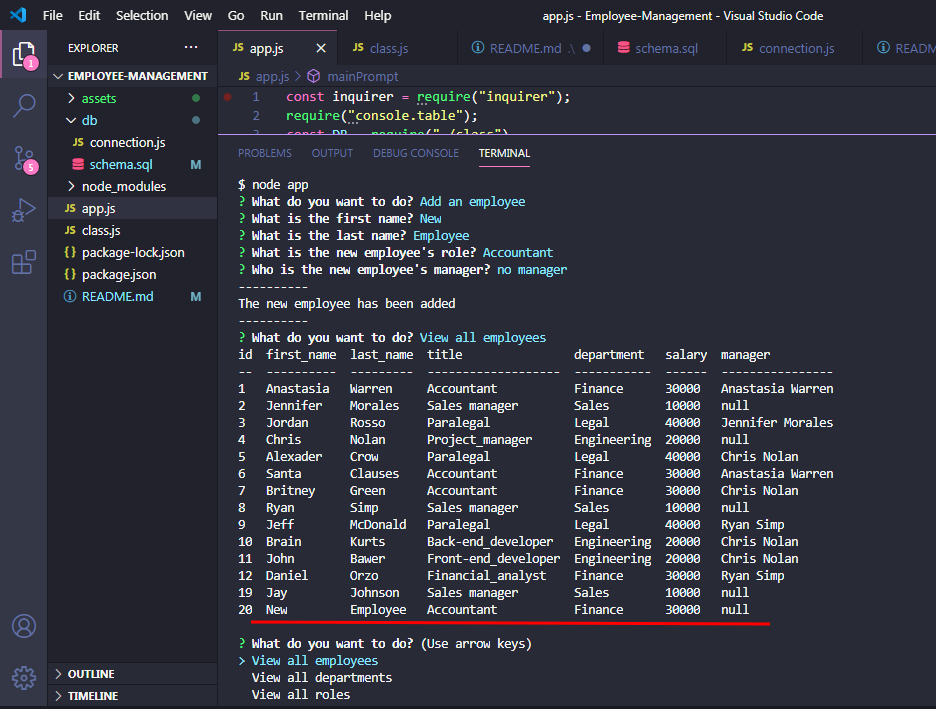 File Edit Selection View Go Run Terminal Help app.js - Employee-Management - Visual Studio Code
EXPLORER ···
1
EMPLOYEE-MANAGEMENT
assets
db
JS connection.js
schema.sql M
node_modules
JS app.js
JS class.js
{} package-lock.json
{} package.json
README.md M
5
OUTLINE
TIMELINE
JS app.js JS class.js README.md .\ schema.sql JS connection.js READM
JS app.js > mainPrompt
1 const inquirer = require("inquirer");
2 require("console.table");
PROBLEMS OUTPUT DEBUG CONSOLE TERMINAL
$ node app
? What do you want to do? Add an employee
? What is the first name? New
? What is the last name? Employee
? What is the new employee's role? Accountant
? Who is the new employee's manager? no manager
----------
The new employee has been added
----------
? What do you want to do? View all employees
id first_name last_name title department salary manager
-- ---------- --------- ------------------- ----------- ------ ----------------
1 Anastasia Warren Accountant Finance 30000 Anastasia Warren
2 Jennifer Morales Sales manager Sales 10000 null
3 Jordan Rosso Paralegal Legal 40000 Jennifer Morales
4 Chris Nolan Project_manager Engineering 20000 null
5 Alexader Crow Paralegal Legal 40000 Chris Nolan
6 Santa Clauses Accountant Finance 30000 Anastasia Warren
7 Britney Green Accountant Finance 30000 Chris Nolan
8 Ryan Simp Sales manager Sales 10000 null
9 Jeff McDonald Paralegal Legal 40000 Ryan Simp
10 Brain Kurts Back-end_developer Engineering 20000 Chris Nolan
11 John Bawer Front-end_developer Engineering 20000 Chris Nolan
12 Daniel Orzo Financial_analyst Finance 30000 Ryan Simp
19 Jay Johnson Sales manager Sales 10000 null
20 New Employee Accountant Finance 30000 null
? What do you want to do? (Use arrow keys)
> View all employees
View all departments
View all roles